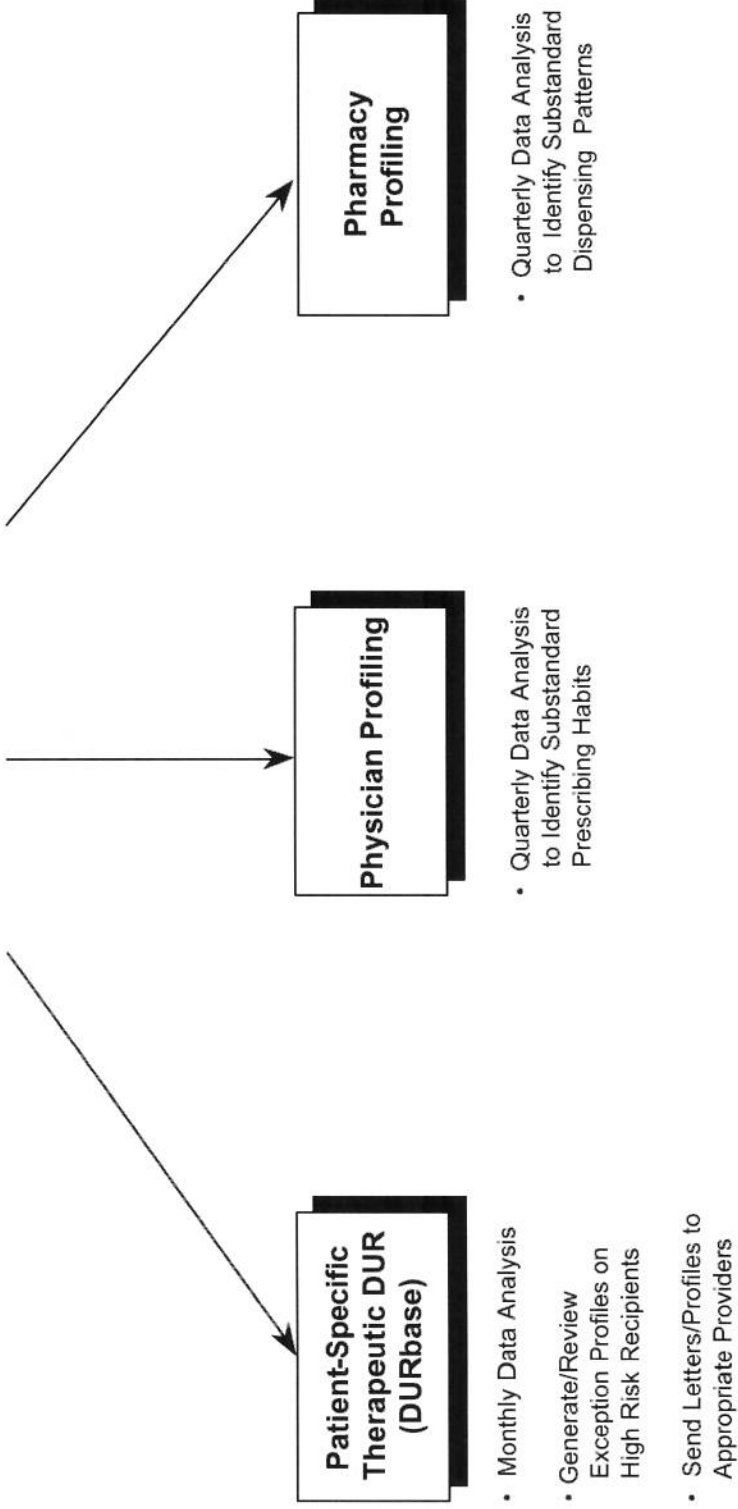 Patient-Specific
Therapeutic DUR
(DURbase)
• Monthly Data Analysis
• Generate/Review
Exception Profiles on
High Risk Recipients
• Send Letters/Profiles to
Appropriate Providers
Physician Profiling
• Quarterly Data Analysis
to Identify Substandard
Prescribing Habits
Pharmacy
Profiling
• Quarterly Data Analysis
to Identify Substandard
Dispensing Patterns